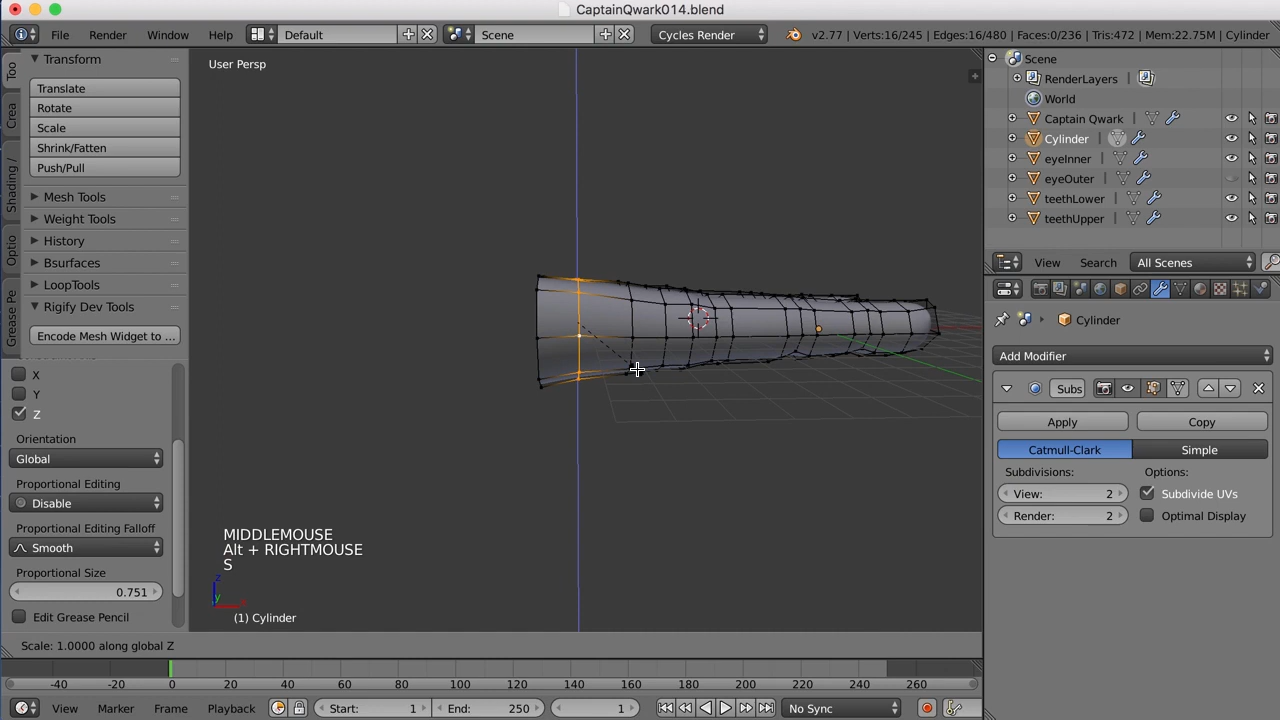 CaptainQwark014.blend
File Render Window Help Default Scene Cycles Render v2.77 | Verts:16/245 | Edges:16/480 | Faces:0/236 | Tris:472 | Mem:22.75M | Cylinder
Too
Crea
Shading /
Optio
Grease Pe
Transform
Translate
Rotate
Scale
Shrink/Fatten
Push/Pull
Mesh Tools
Weight Tools
History
Bsurfaces
LoopTools
Rigify Dev Tools
Encode Mesh Widget to ...
X
Y
Z
Orientation
Global
Proportional Editing
Disable
Proportional Editing Falloff
Smooth
Proportional Size
0.751
Edit Grease Pencil
User Persp
MIDDLEMOUSE
Alt + RIGHTMOUSE
S
z
y
(1) Cylinder
Scale: 1.0000 along global Z
Scene
RenderLayers
World
Captain Qwark
Cylinder
eyeInner
eyeOuter
teethLower
teethUpper
View Search All Scenes
Cylinder
Add Modifier
Subs
Apply Copy
Catmull-Clark Simple
Subdivisions: Options:
View: 2 Subdivide UVs
Render: 2 Optimal Display
-40 -20 0 20 40 60 80 100 120 140 160 180 200 220 240 260
View Marker Frame Playback Start: 1 End: 250 1 No Sync